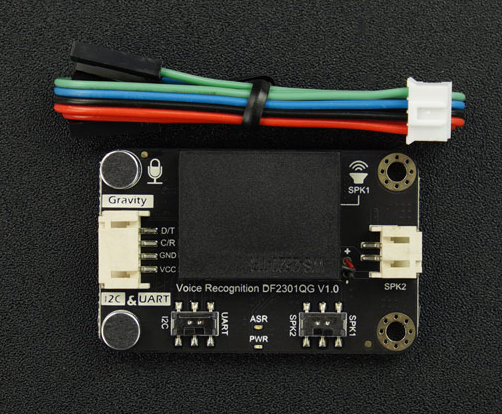 SPK1
Gravity
D/T
C/R
GND
VCC
+
SPK2
I2C & UART
Voice Recognition DF2301QG V1.0
I2C
UART
ASR
PWR
SPK2
SPK1